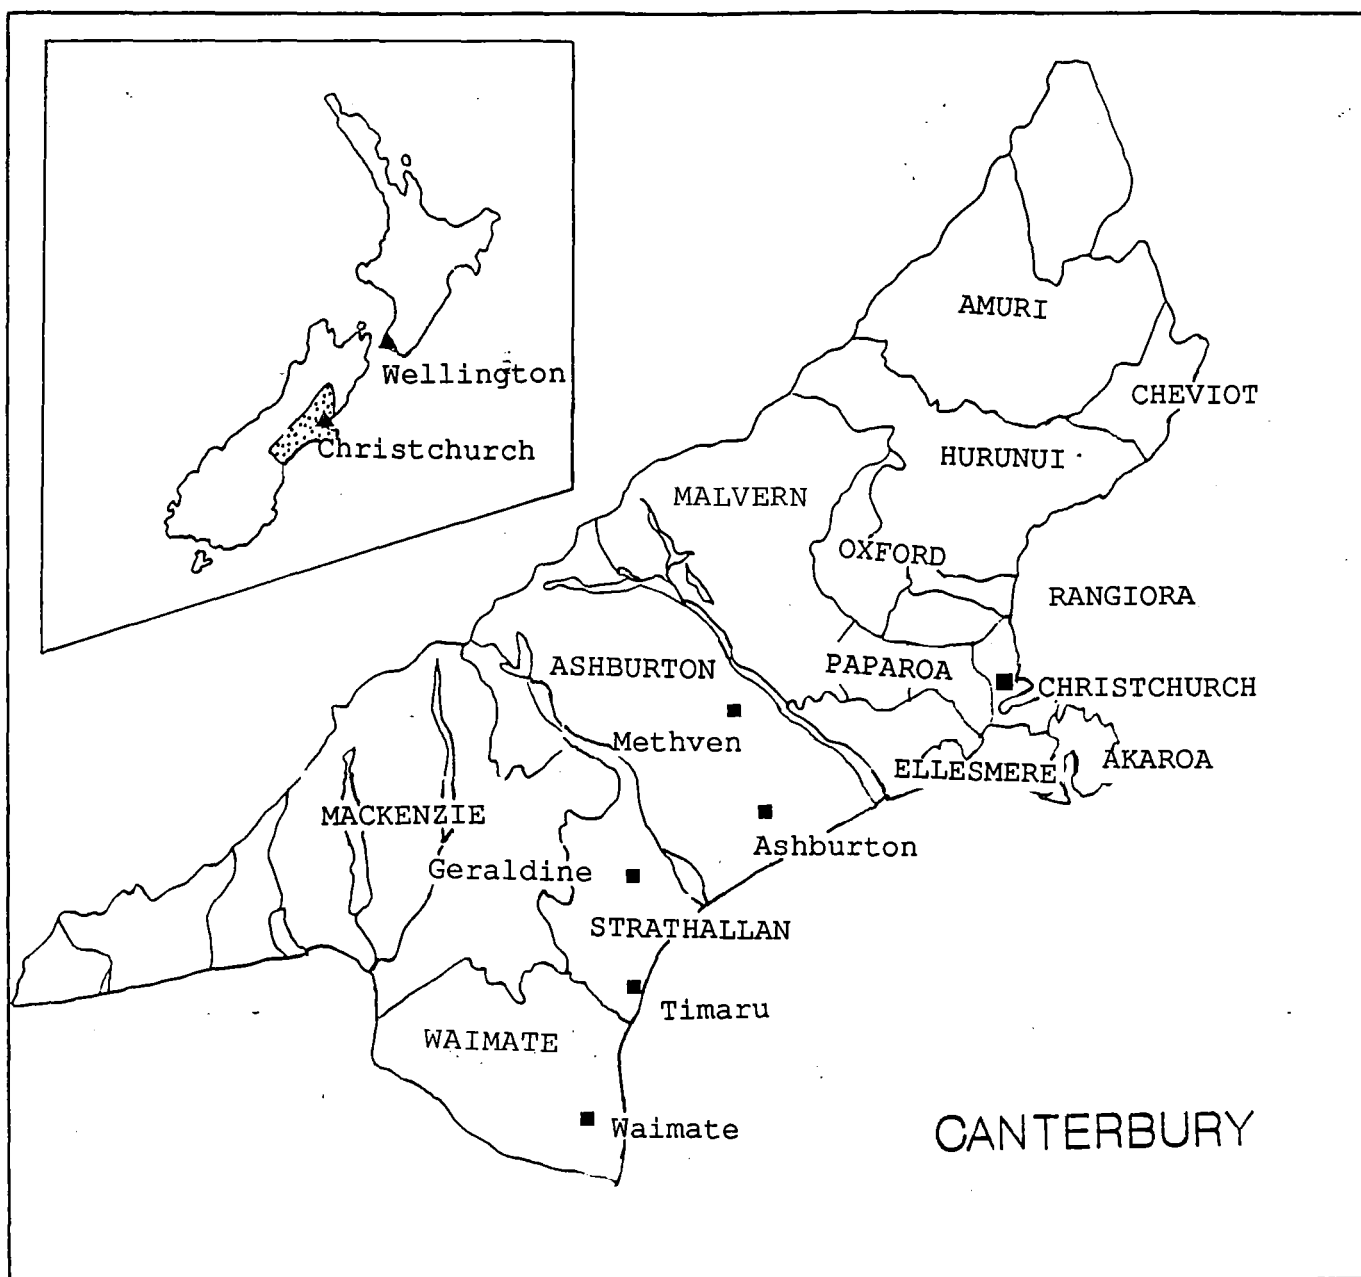 Wellington
Christchurch
AMURI
CHEVIOT
HURUNUI
MALVERN
OXFORD
RANGIORA
ASHBURTON
PAPAROA
CHRISTCHURCH
Methven
ELLESMERE
AKAROA
MACKENZIE
Ashburton
Geraldine
STRATHALLAN
Timaru
WAIMATE
Waimate
CANTERBURY